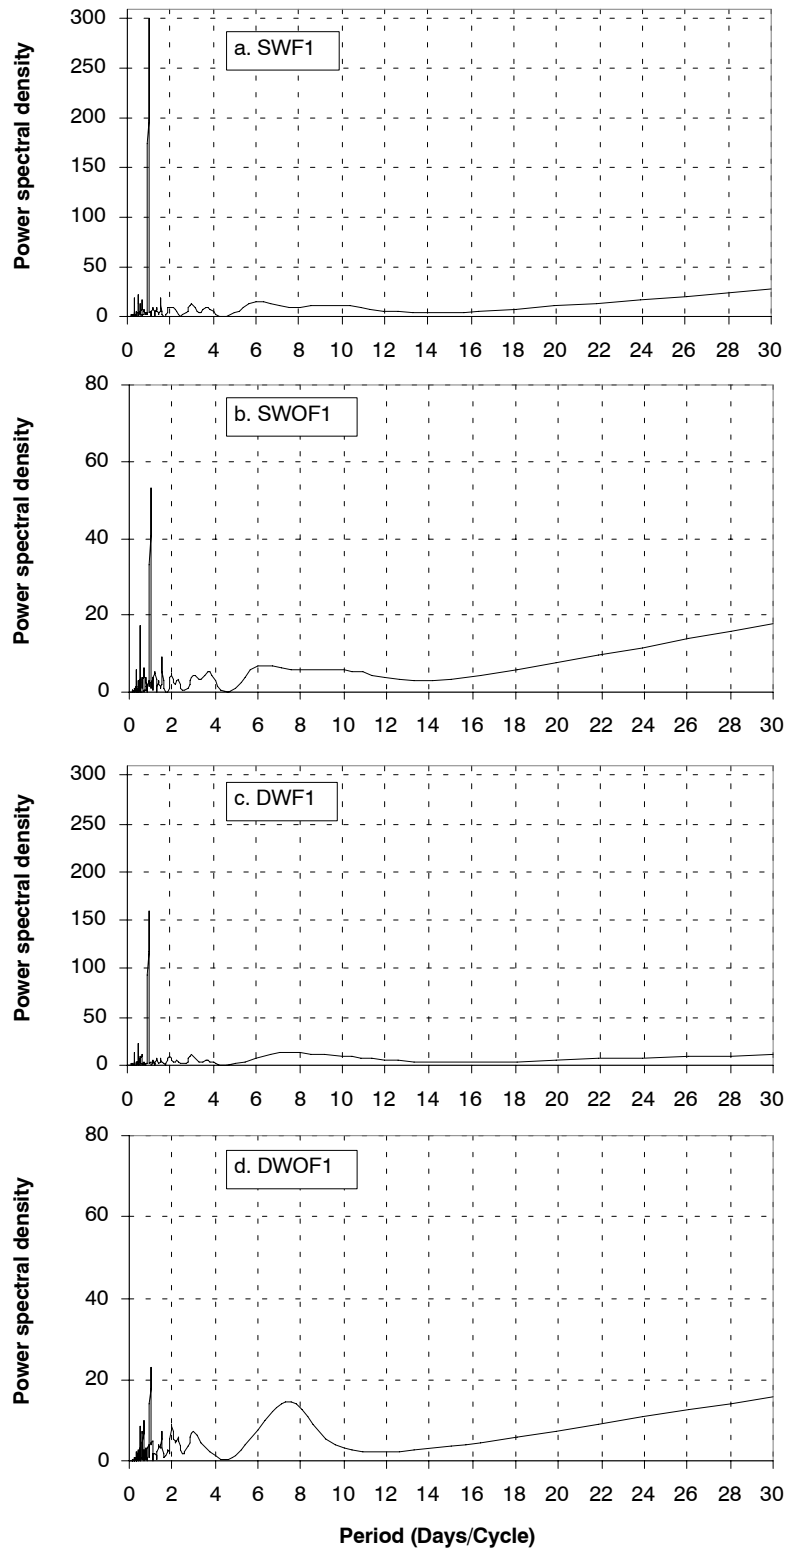 Power spectral density
300
250
200
150
100
50
0
a. SWF1
0 2 4 6 8 10 12 14 16 18 20 22 24 26 28 30
Power spectral density
80
60
40
20
0
b. SWOF1
0 2 4 6 8 10 12 14 16 18 20 22 24 26 28 30
Power spectral density
300
250
200
150
100
50
0
c. DWF1
0 2 4 6 8 10 12 14 16 18 20 22 24 26 28 30
Power spectral density
80
60
40
20
0
d. DWOF1
0 2 4 6 8 10 12 14 16 18 20 22 24 26 28 30
Period (Days/Cycle)